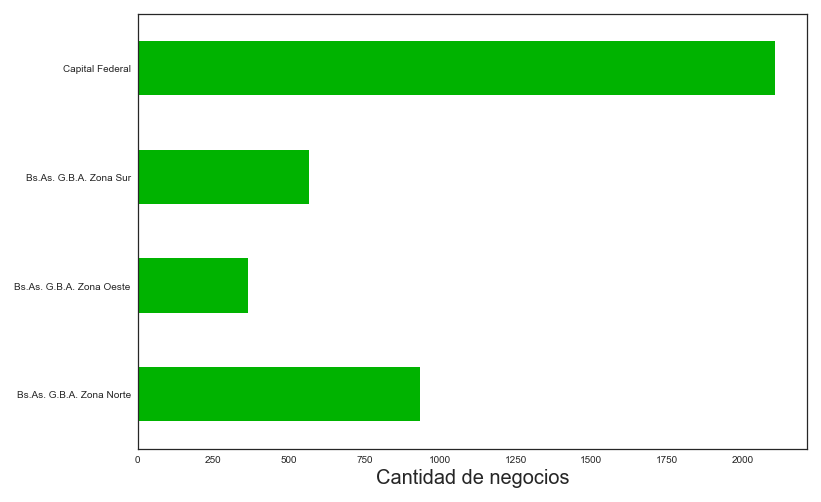 Capital Federal
Bs.As. G.B.A. Zona Sur
Bs.As. G.B.A. Zona Oeste
Bs.As. G.B.A. Zona Norte
0 250 500 750 1000 1250 1500 1750 2000
Cantidad de negocios